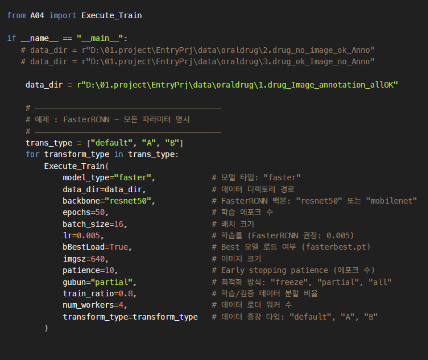 from A04 import Execute_Train
if __name__ == "__main__":
# data_dir = r"D:\01.project\EntryPrj\data\oraldrug\2.drug_no_image_ok_Anno"
# data_dir = r"D:\01.project\EntryPrj\data\oraldrug\3.drug_ok_image_no_Anno"
data_dir = r"D:\01.project\EntryPrj\data\oraldrug\1.drug_Image_annotation_allOK"
# ────────────────────────────
# 예제 : FasterRCNN - 모든 파라미터 명시
# ────────────────────────────
trans_type = ["default", "A", "B"]
for transform_type in trans_type:
Execute_Train(
model_type="faster", # 모델 타입: "faster"
data_dir=data_dir, # 데이터 디렉토리 경로
backbone="resnet50", # FasterRCNN 백본: "resnet50" 또는 "mobilenet"
epochs=50, # 학습 에포크 수
batch_size=16, # 배치 크기
lr=0.005, # 학습률 (FasterRCNN 권장: 0.005)
bBestLoad=True, # Best 모델 로드 여부 (fasterbest.pt)
imgsz=640, # 이미지 크기
patience=10, # Early stopping patience (에포크 수)
gubun="partial", # 최적화 방식: "freeze", "partial", "all"
train_ratio=0.8, # 학습/검증 데이터 분할 비율
num_workers=4, # 데이터 로더 워커 수
transform_type=transform_type # 데이터 증강 타입: "default", "A", "B"
)